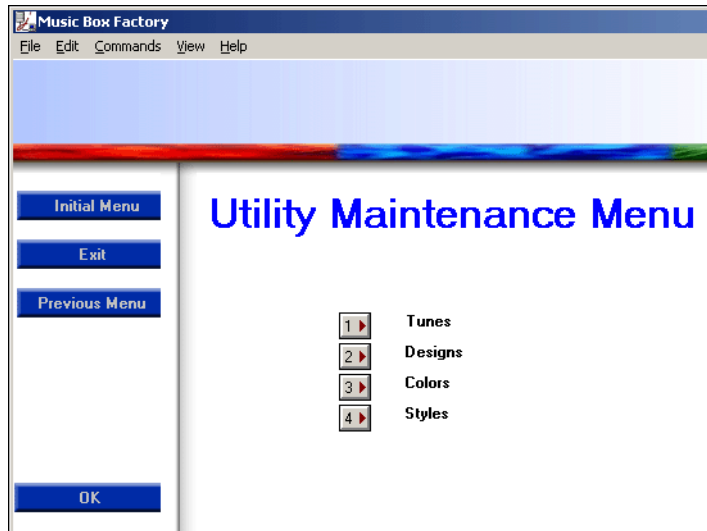 Music Box Factory
File Edit Commands View Help
Initial Menu
Exit
Previous Menu
OK
Utility Maintenance Menu
1 Tunes
2 Designs
3 Colors
4 Styles